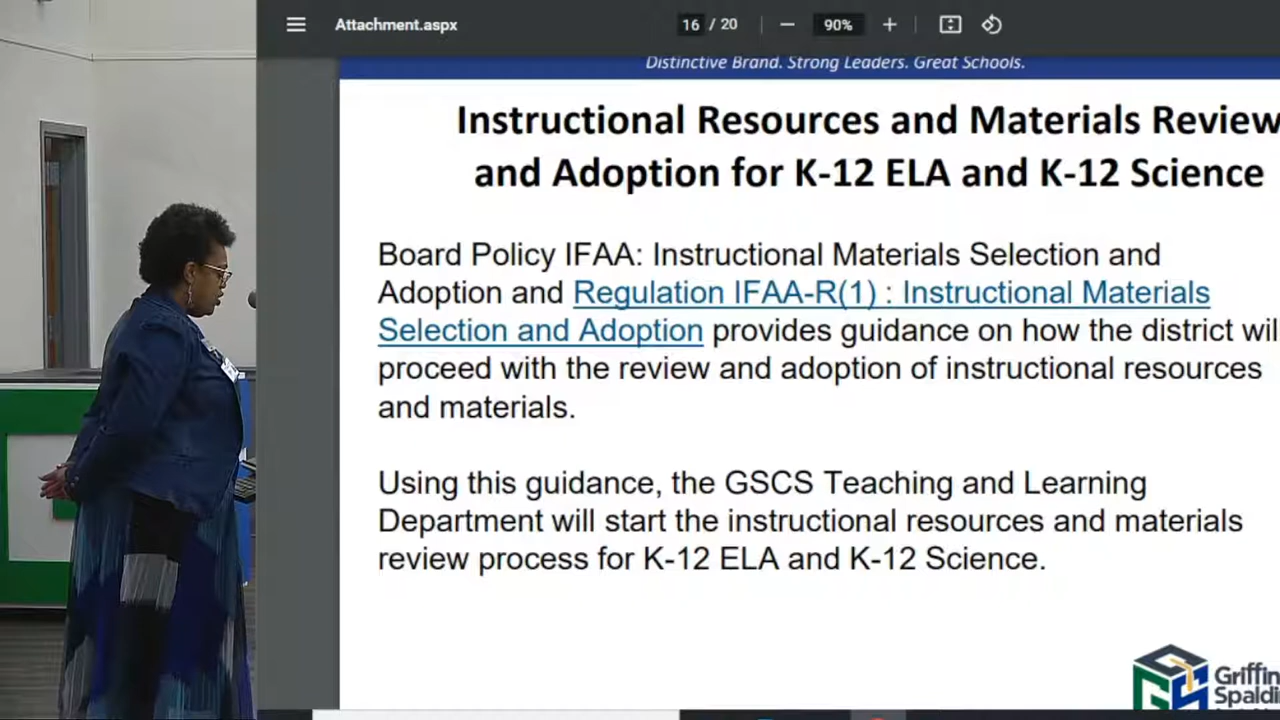 Attachment.aspx
16 / 20
90%
Distinctive Brand. Strong Leaders. Great Schools.
Instructional Resources and Materials Review
and Adoption for K-12 ELA and K-12 Science
Board Policy IFAA: Instructional Materials Selection and
Adoption and Regulation IFAA-R(1) : Instructional Materials
Selection and Adoption provides guidance on how the district wil
proceed with the review and adoption of instructional resources
and materials.
Using this guidance, the GSCS Teaching and Learning
Department will start the instructional resources and materials
review process for K-12 ELA and K-12 Science.
Griffin
Spaldin